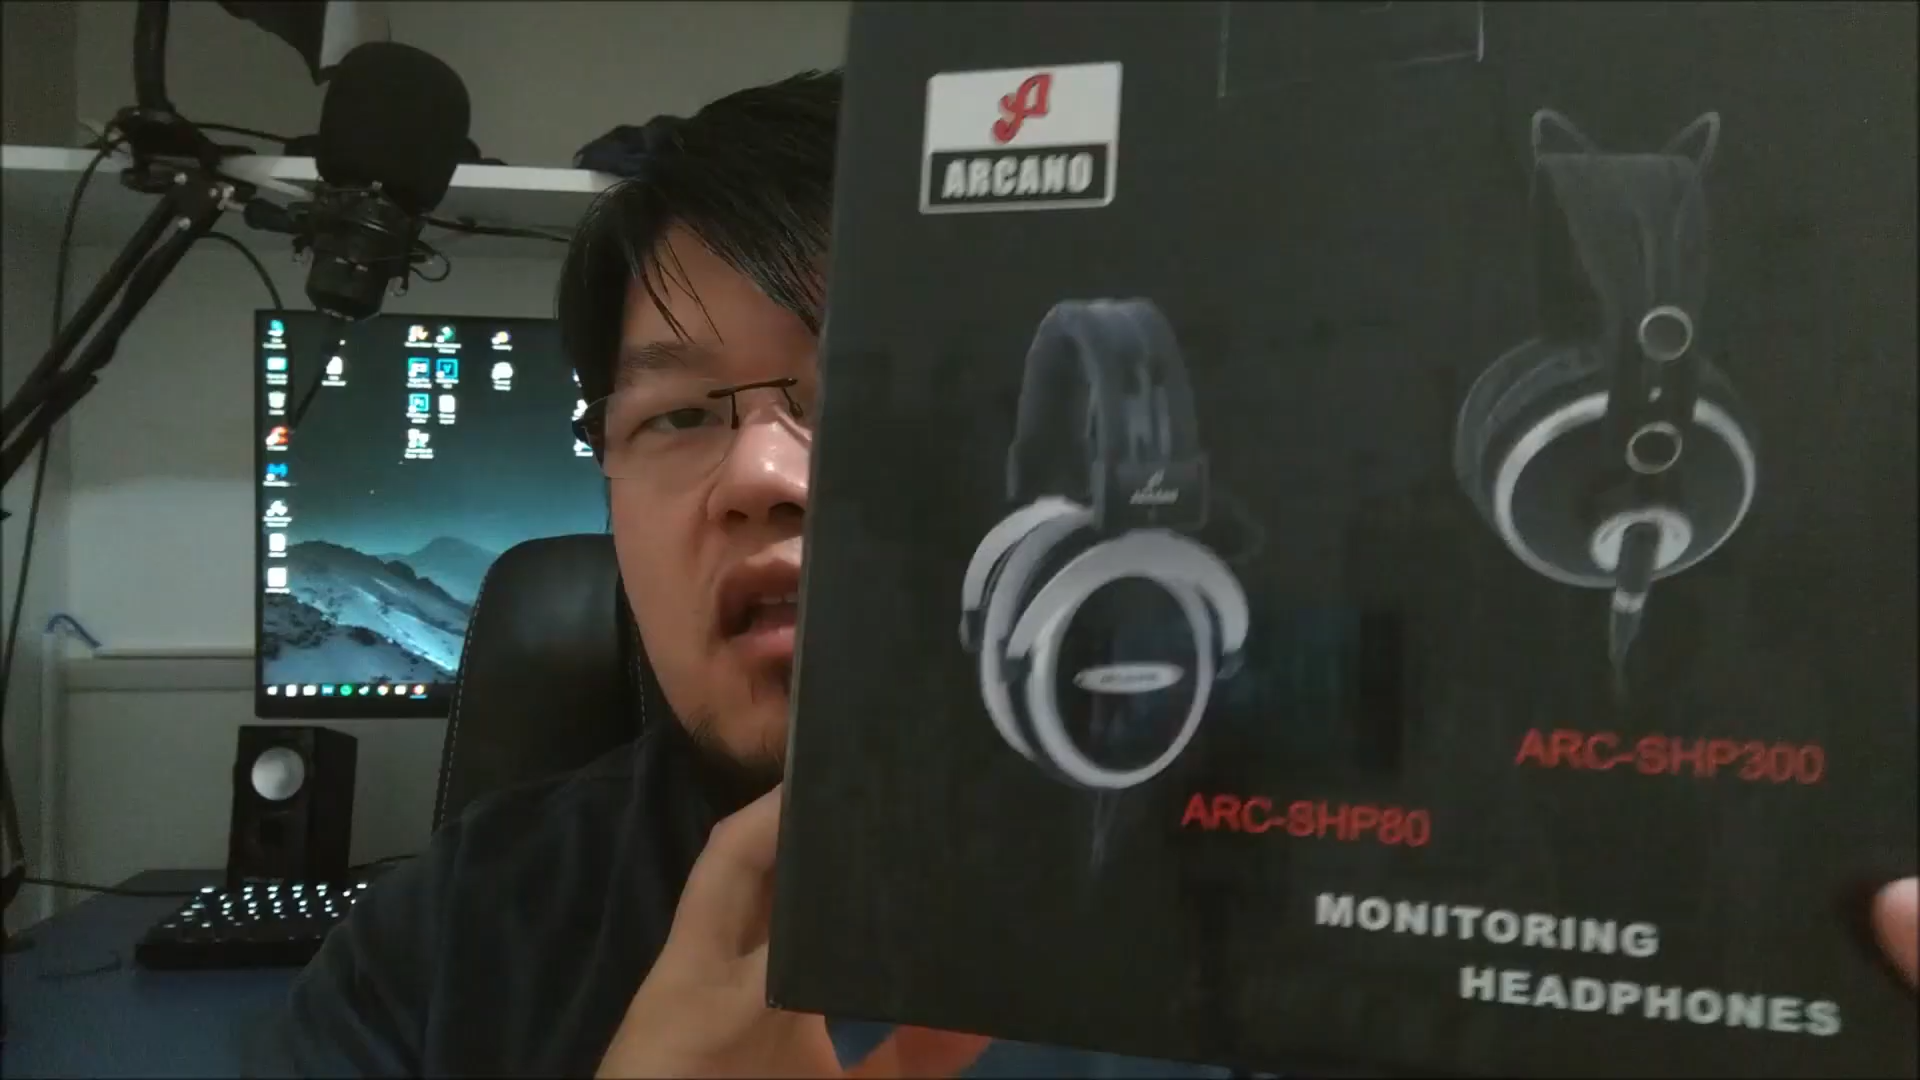 ARCANO
ARC-SHP300
ARC-SHP80
MONITORING
HEADPHONES